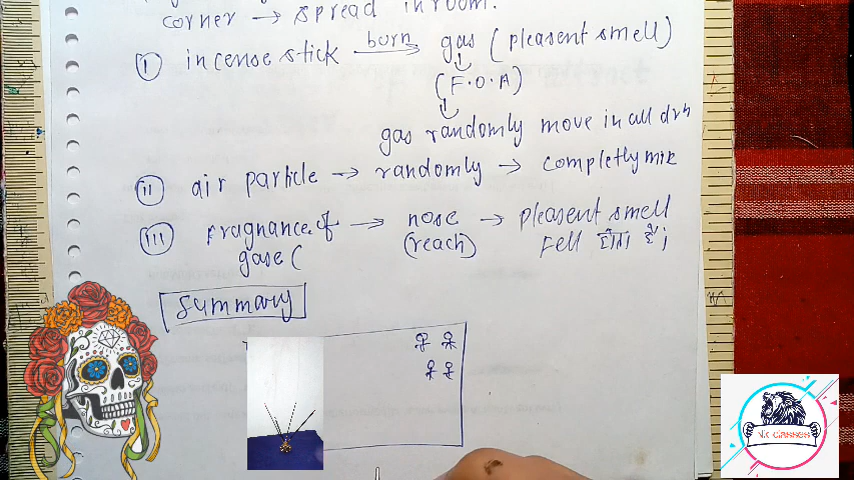 corner → spread in room.
(i) incense stick burn→ gas (pleasent smell)
(F.O.A)
gas randomly move in all drn
(ii) air particle → randomly → completly mix
(iii) Fragnance of → nose → pleasent smell
gase ( (reach) Fell होता है;
Summary
classes